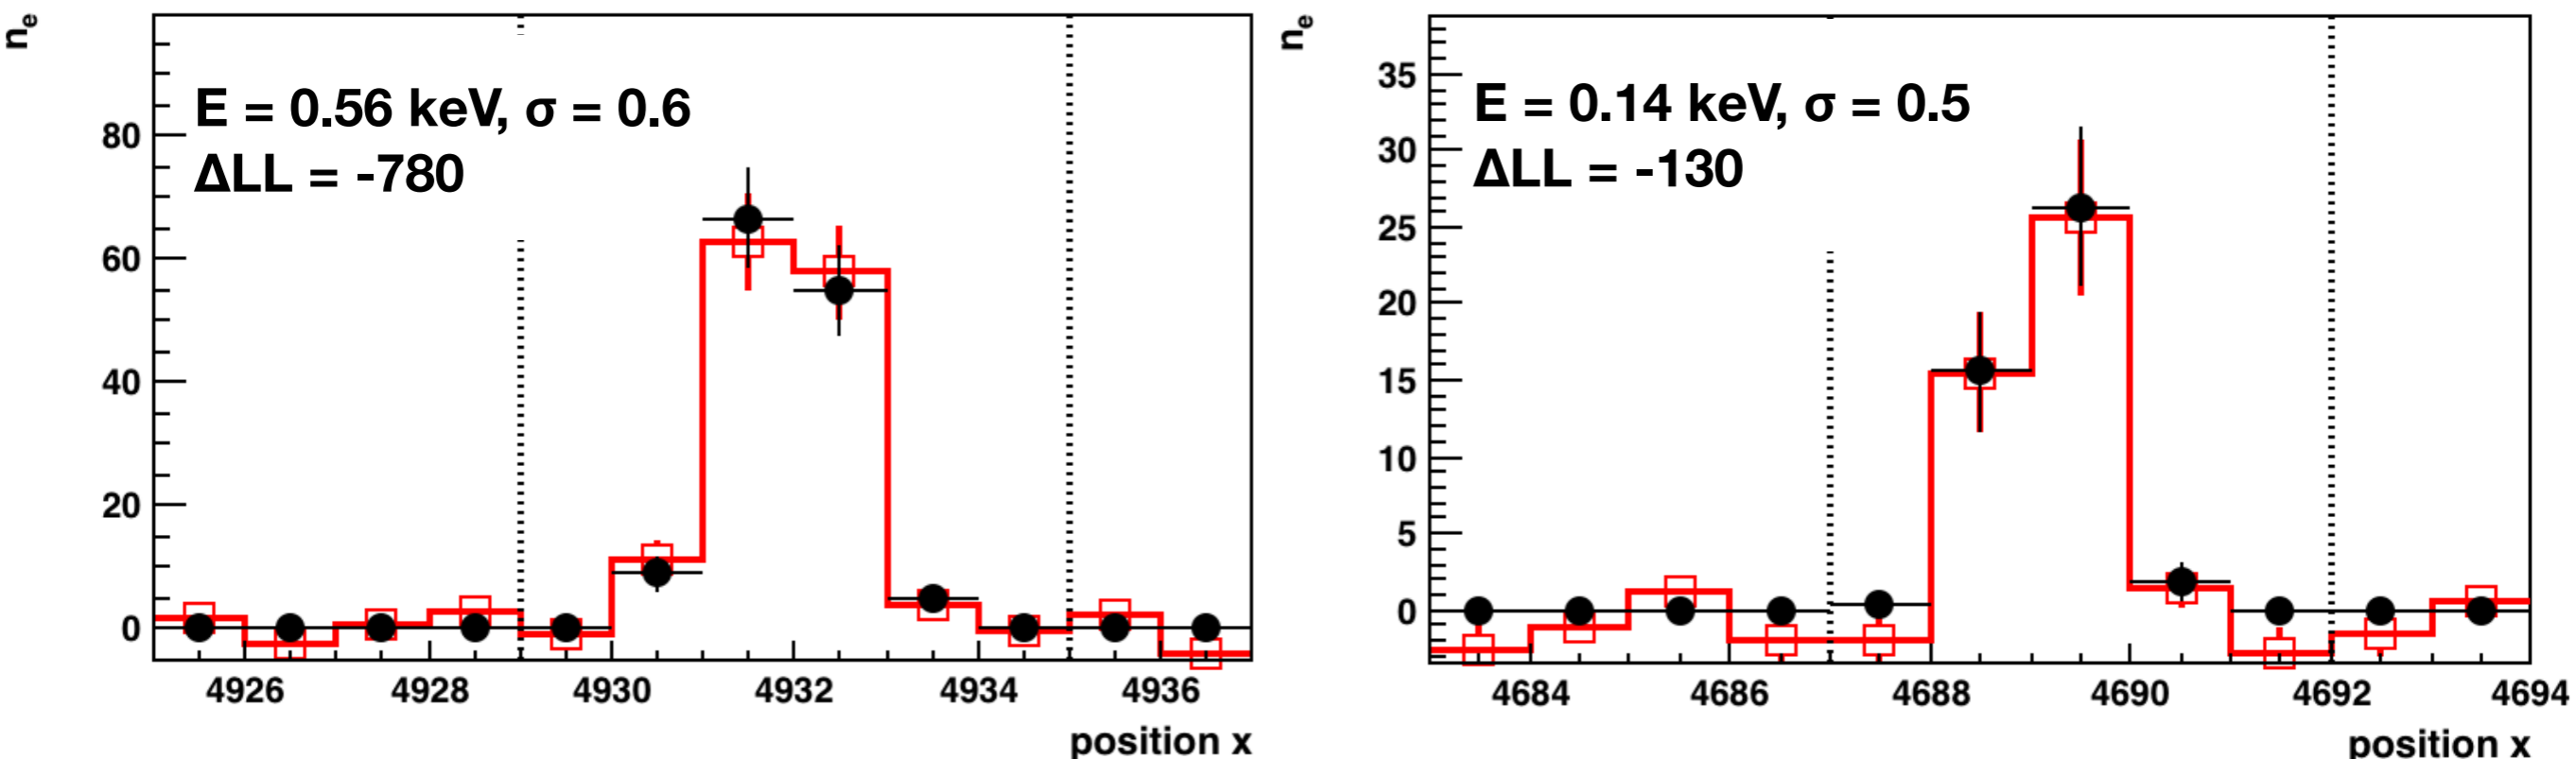 nₑ
E = 0.56 keV, σ = 0.6
ΔLL = -780
80
60
40
20
0
4926 4928 4930 4932 4934 4936
position x
nₑ
E = 0.14 keV, σ = 0.5
ΔLL = -130
35
30
25
20
15
10
5
0
4684 4686 4688 4690 4692 4694
position x